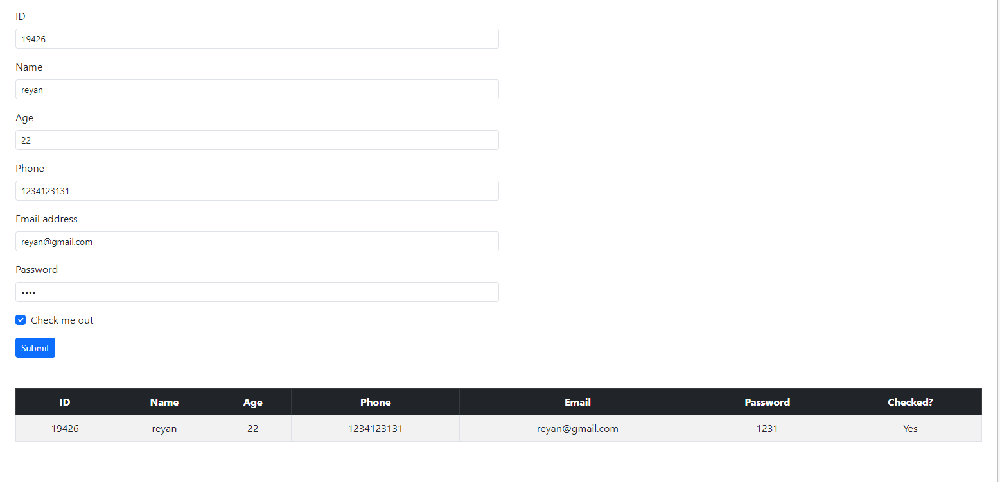 ID
19426
Name
reyan
Age
22
Phone
1234123131
Email address
reyan@gmail.com
Password
••••
Check me out
Submit
ID Name Age Phone Email Password Checked?
19426 reyan 22 1234123131 reyan@gmail.com 1231 Yes